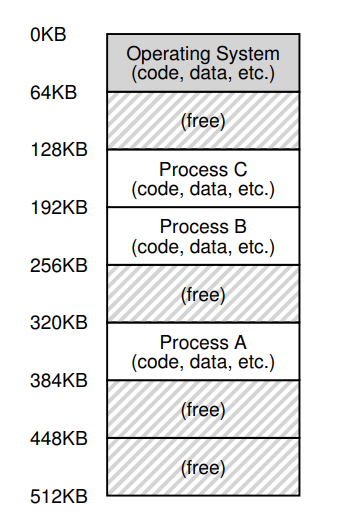 0KB
Operating System
(code, data, etc.)
64KB
(free)
128KB
Process C
(code, data, etc.)
192KB
Process B
(code, data, etc.)
256KB
(free)
320KB
Process A
(code, data, etc.)
384KB
(free)
448KB
(free)
512KB